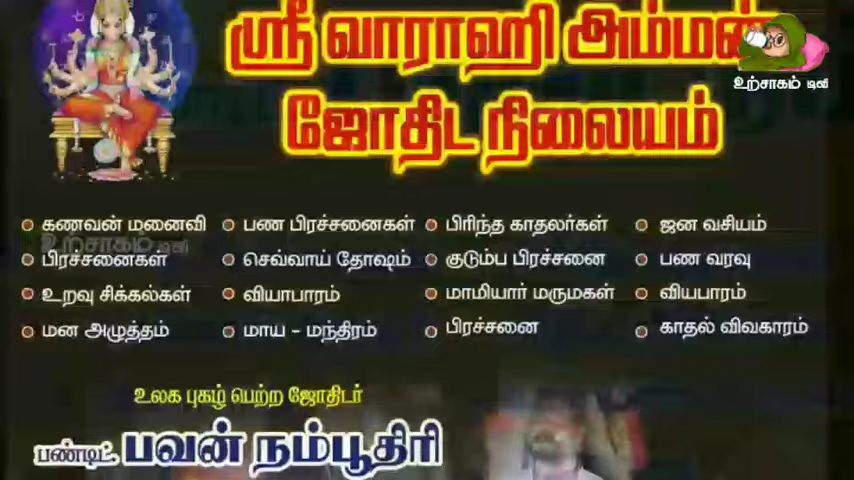 ஸ்ரீ வாராஹி அம்மன்
ஜோதிட நிலையம்
உற்சாகம் டிவி
கணவன் மனைவி
பிரச்சனைகள்
உறவு சிக்கல்கள்
மன அழுத்தம்
பண பிரச்சனைகள்
செவ்வாய் தோஷம்
வியாபாரம்
மாய - மந்திரம்
பிரிந்த காதலர்கள்
குடும்ப பிரச்சனை
மாமியார் மருமகள்
பிரச்சனை
ஜன வசியம்
பண வரவு
வியபாரம்
காதல் விவகாரம்
உற்சாகம் டிவி
உலக புகழ் பெற்ற ஜோதிடர்
பண்டிட். பவன் நம்பூதிரி